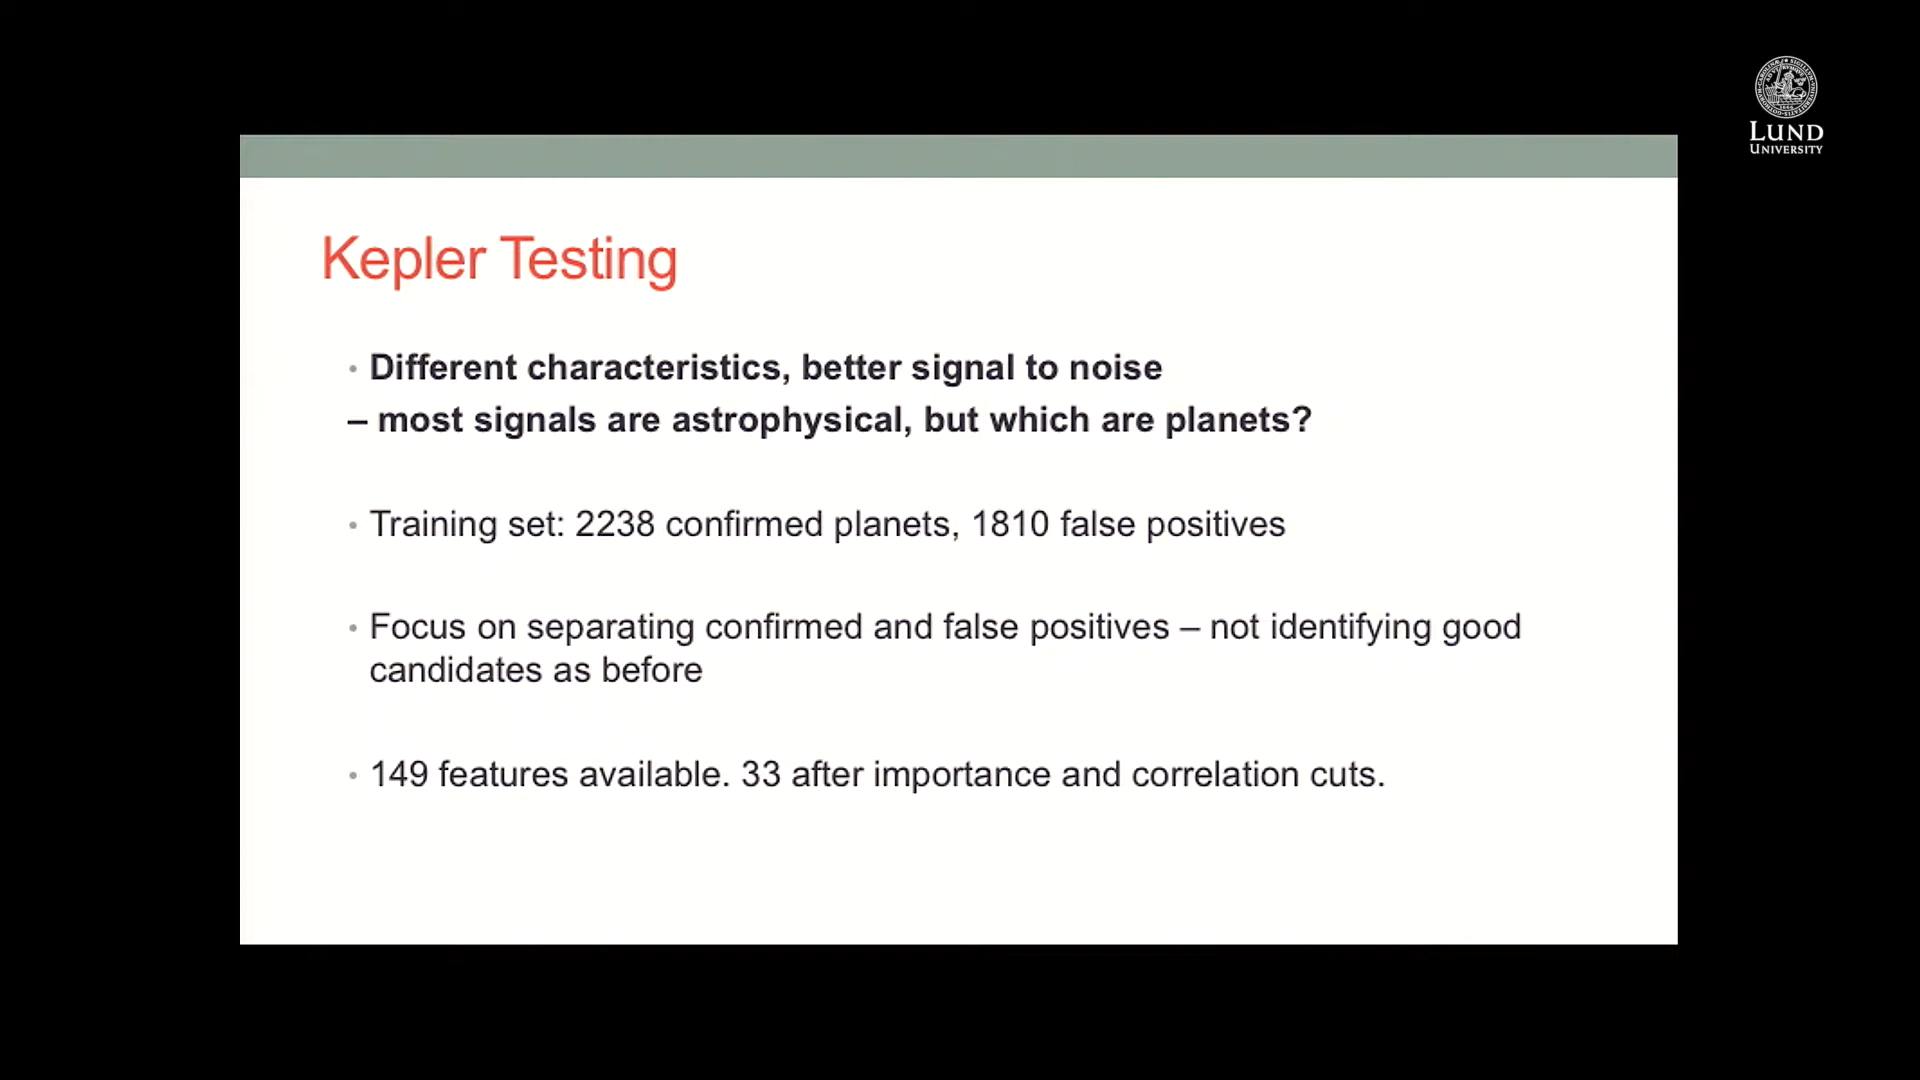 LUND
UNIVERSITY
Kepler Testing
• Different characteristics, better signal to noise
– most signals are astrophysical, but which are planets?
• Training set: 2238 confirmed planets, 1810 false positives
• Focus on separating confirmed and false positives – not identifying good
candidates as before
• 149 features available. 33 after importance and correlation cuts.